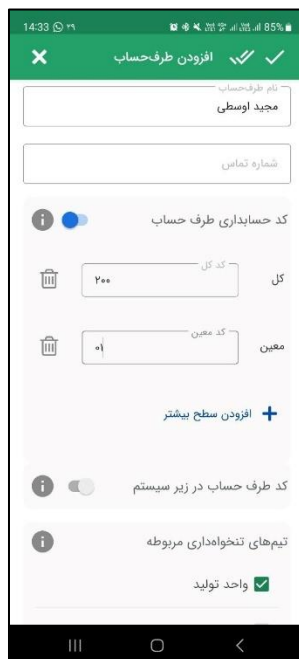 14:33 ۲۹ 85%
افزودن طرف‌حساب
نام طرف‌حساب
مجید اوسطی
شماره تماس
کد حسابداری طرف حساب
کد کل
کل ۲۰۰
کد معین
معین ۰۱
+ افزودن سطح بیشتر
کد طرف حساب در زیر سیستم
تیم‌های تنخواه‌داری مربوطه
واحد تولید